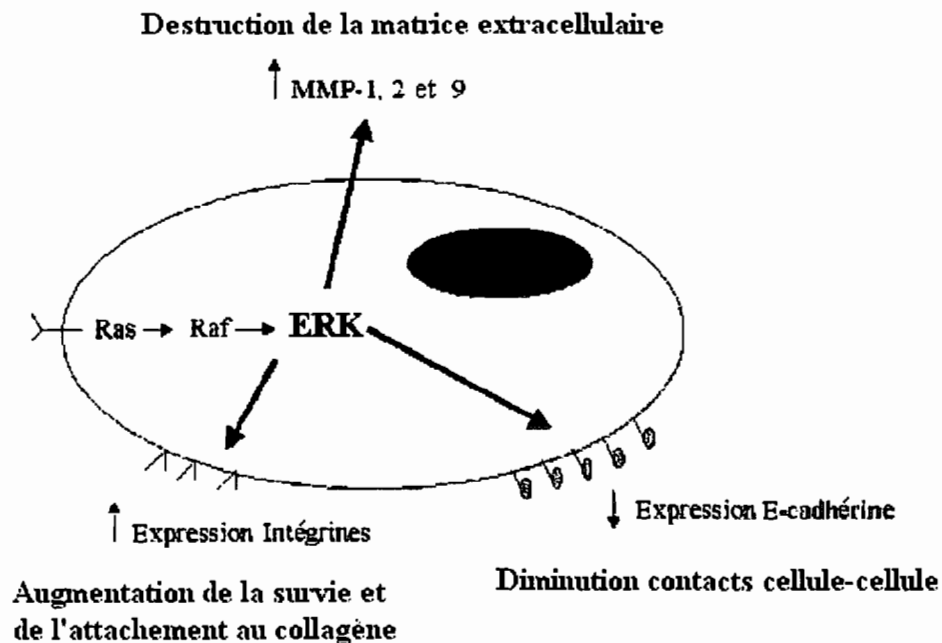 Destruction de la matrice extracellulaire
↑ MMP-1, 2 et 9
Ras → Raf → ERK
↑ Expression Intégrines
Augmentation de la survie et
de l'attachement au collagène
↓ Expression E-cadhérine
Diminution contacts cellule-cellule